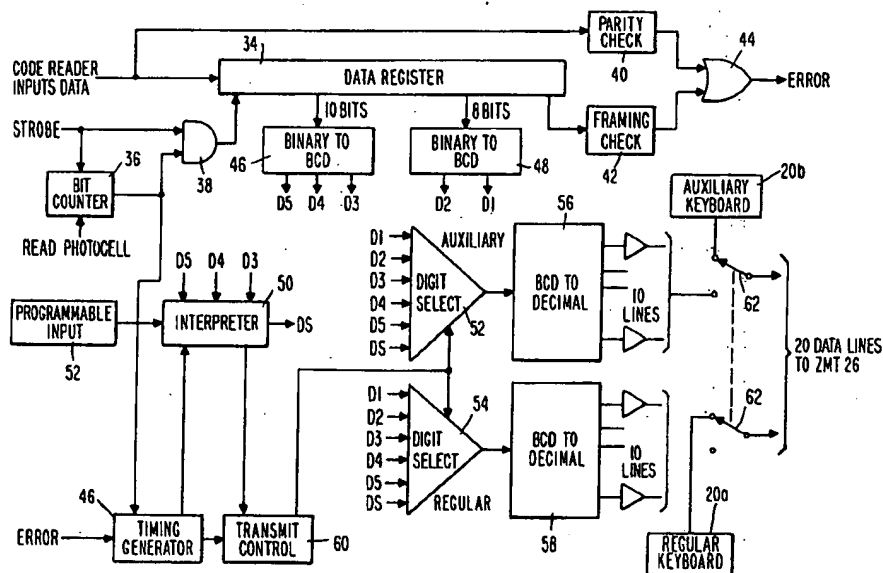 34
DATA REGISTER
PARITY
CHECK
40
44
ERROR
CODE READER
INPUTS DATA
STROBE
36
38
BIT
COUNTER
READ PHOTOCELL
10 BITS
8 BITS
46
BINARY TO
BCD
BINARY TO
BCD
48
FRAMING
CHECK
42
D5 D4 D3
D2 D1
20b
AUXILIARY
KEYBOARD
D5 D4 D3
50
PROGRAMMABLE
INPUT
52
INTERPRETER
DS
D1
D2
D3
D4
D5
DS
AUXILIARY
DIGIT
SELECT
52
56
BCD
TO
DECIMAL
10
LINES
62
20 DATA LINES
TO ZMT 26
D1
D2
D3
D4
D5
DS
54
DIGIT
SELECT
REGULAR
BCD
TO
DECIMAL
58
10
LINES
62
20a
REGULAR
KEYBOARD
46
ERROR
TIMING
GENERATOR
TRANSMIT
CONTROL
60